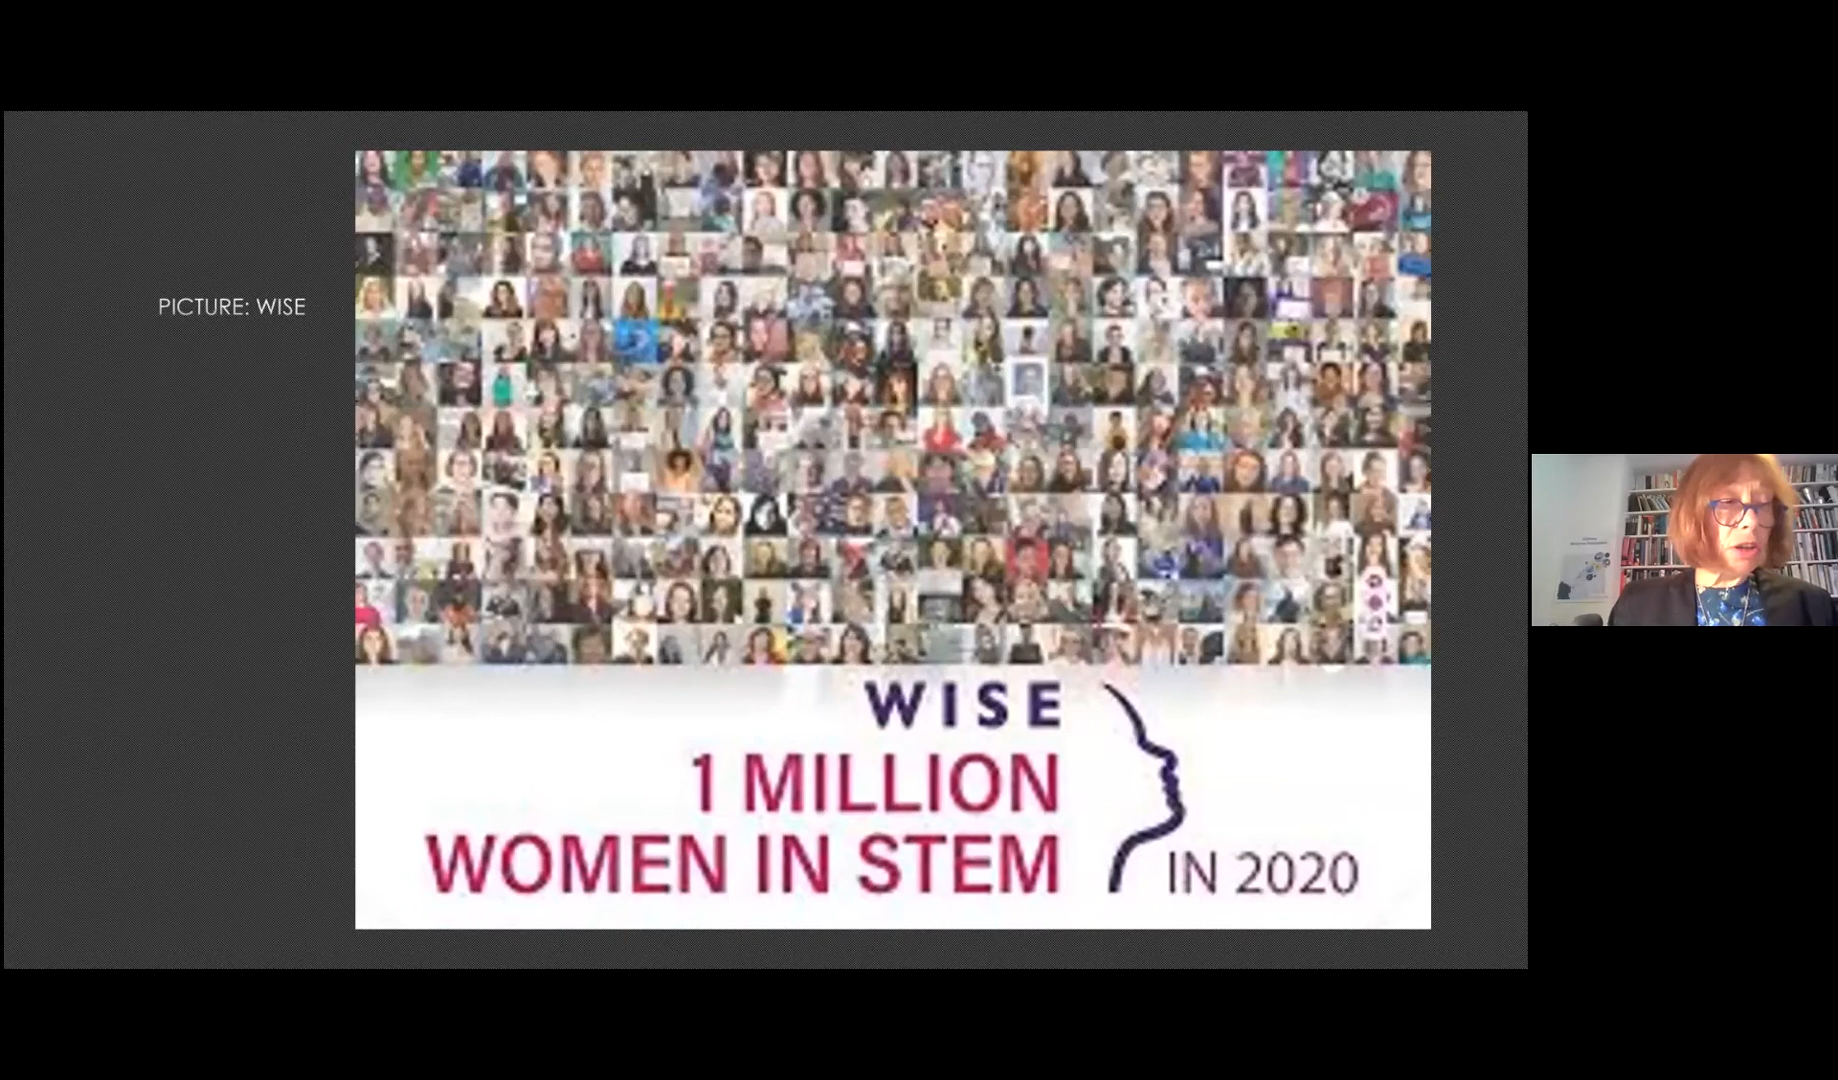 PICTURE: WISE
WISE
1 MILLION
WOMEN IN STEM
IN 2020